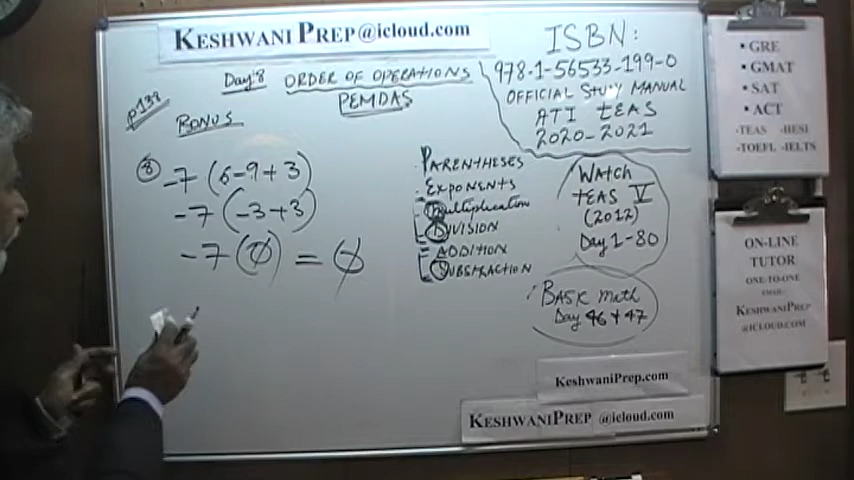 KESHWANI PREP@icloud.com
Day 8 ORDER OF OPERATIONS
PEMDAS
p138
BONUS
8
-7 (6-9+3)
-7 (-3+3)
-7 (0) = 0
PARENTHESES
EXPONENTS
Multiplication
DIVISION
ADDITION
SUBSTRACTION
ISBN:
978-1-56533-199-0
OFFICIAL STUDY MANUAL
ATI TEAS
2020-2021
WATCH
TEAS V
(2012)
Day 1-80
BASIC math
Day 46 + 47
KESHWANIPREP.COM
KESHWANIPREP @icloud.com
• GRE
• GMAT
• SAT
• ACT
-TEAS -HESI
-TOEFL -IELTS
ON-LINE
TUTOR
ONE-TO-ONE
EMAIL:
KESHWANIPREP
@ICLOUD.COM